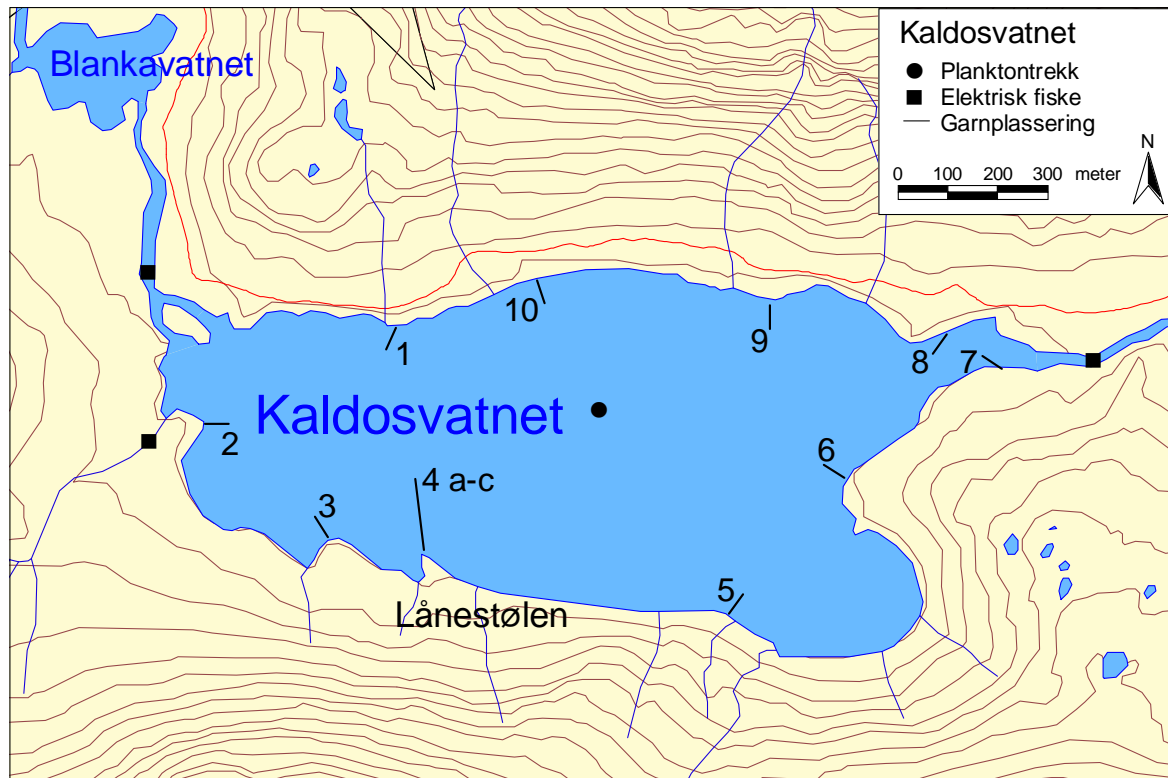 Blankavatnet
Kaldosvatnet
Planktontrekk
Elektrisk fiske
Garnplassering
N
0 100 200 300 meter
10
1
9
8
7
Kaldosvatnet
2
6
4 a-c
3
5
Lånestølen